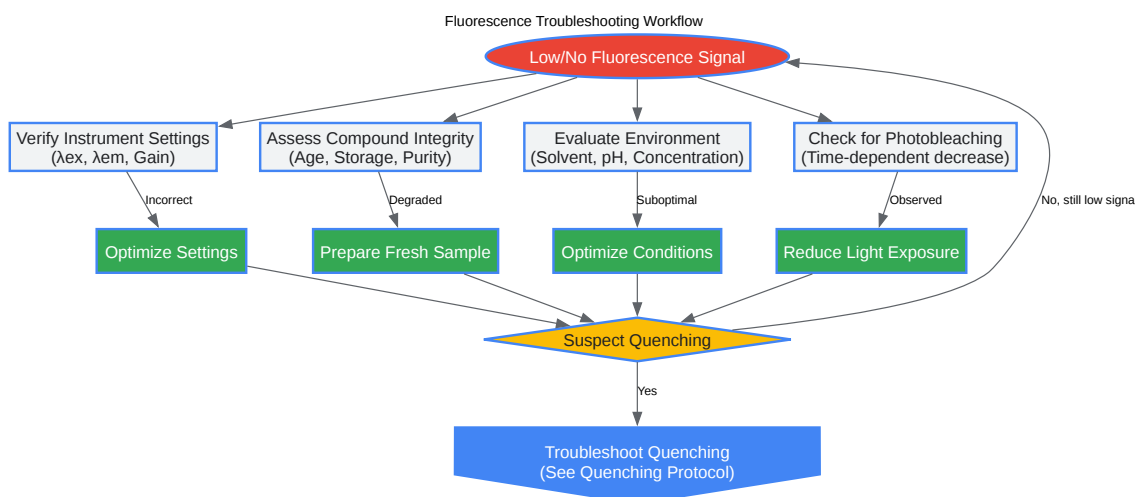 Fluorescence Troubleshooting Workflow
Low/No Fluorescence Signal
Verify Instrument Settings
(λex, λem, Gain)
Assess Compound Integrity
(Age, Storage, Purity)
Evaluate Environment
(Solvent, pH, Concentration)
Check for Photobleaching
(Time-dependent decrease)
Incorrect
Degraded
Suboptimal
Observed
No, still low signa
Optimize Settings
Prepare Fresh Sample
Optimize Conditions
Reduce Light Exposure
Suspect Quenching
Yes
Troubleshoot Quenching
(See Quenching Protocol)